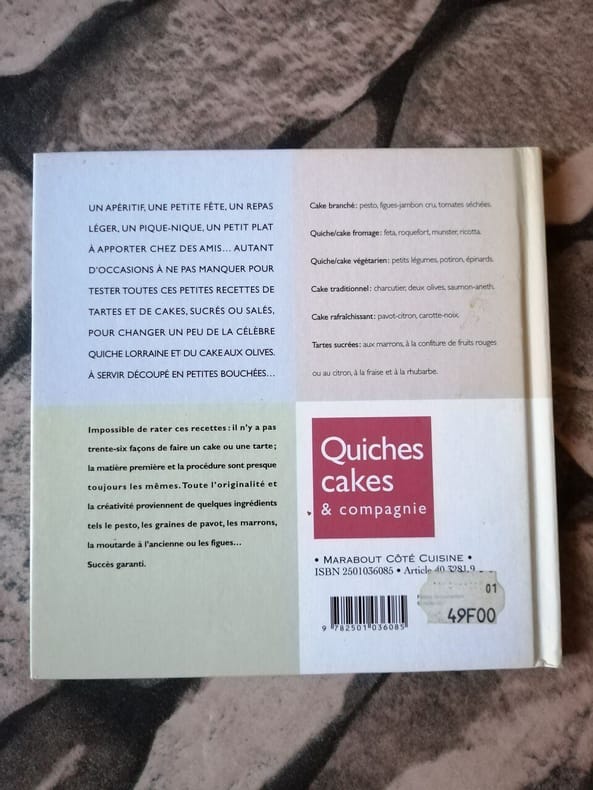 UN APÉRITIF, UNE PETITE FÊTE, UN REPAS
LÉGER, UN PIQUE-NIQUE, UN PETIT PLAT
À APPORTER CHEZ DES AMIS... AUTANT
D'OCCASIONS À NE PAS MANQUER POUR
TESTER TOUTES CES PETITES RECETTES DE
TARTES ET DE CAKES, SUCRÉS OU SALÉS,
POUR CHANGER UN PEU DE LA CÉLÈBRE
QUICHE LORRAINE ET DU CAKE AUX OLIVES.
À SERVIR DÉCOUPÉ EN PETITES BOUCHÉES...
Cake branché : pesto, figues-jambon cru, tomates séchées.
Quiche/cake fromage : feta, roquefort, munster, ricotta.
Quiche/cake végétarien : petits légumes, potiron, épinards.
Cake traditionnel : charcutier, deux olives, saumon-aneth.
Cake rafraîchissant : pavot-citron, carotte-noix.
Tartes sucrées : aux marrons, à la confiture de fruits rouges
ou au citron, à la fraise et à la rhubarbe.
Impossible de rater ces recettes : il n'y a pas
trente-six façons de faire un cake ou une tarte ;
la matière première et la procédure sont presque
toujours les mêmes. Toute l'originalité et
la créativité proviennent de quelques ingrédients
tels le pesto, les graines de pavot, les marrons,
la moutarde à l'ancienne ou les figues...
Succès garanti.
Quiches
cakes
& compagnie
• MARABOUT CÔTÉ CUISINE •
ISBN 2501036085 • Article 40.3281.9
01
49F00
9 782501 036085